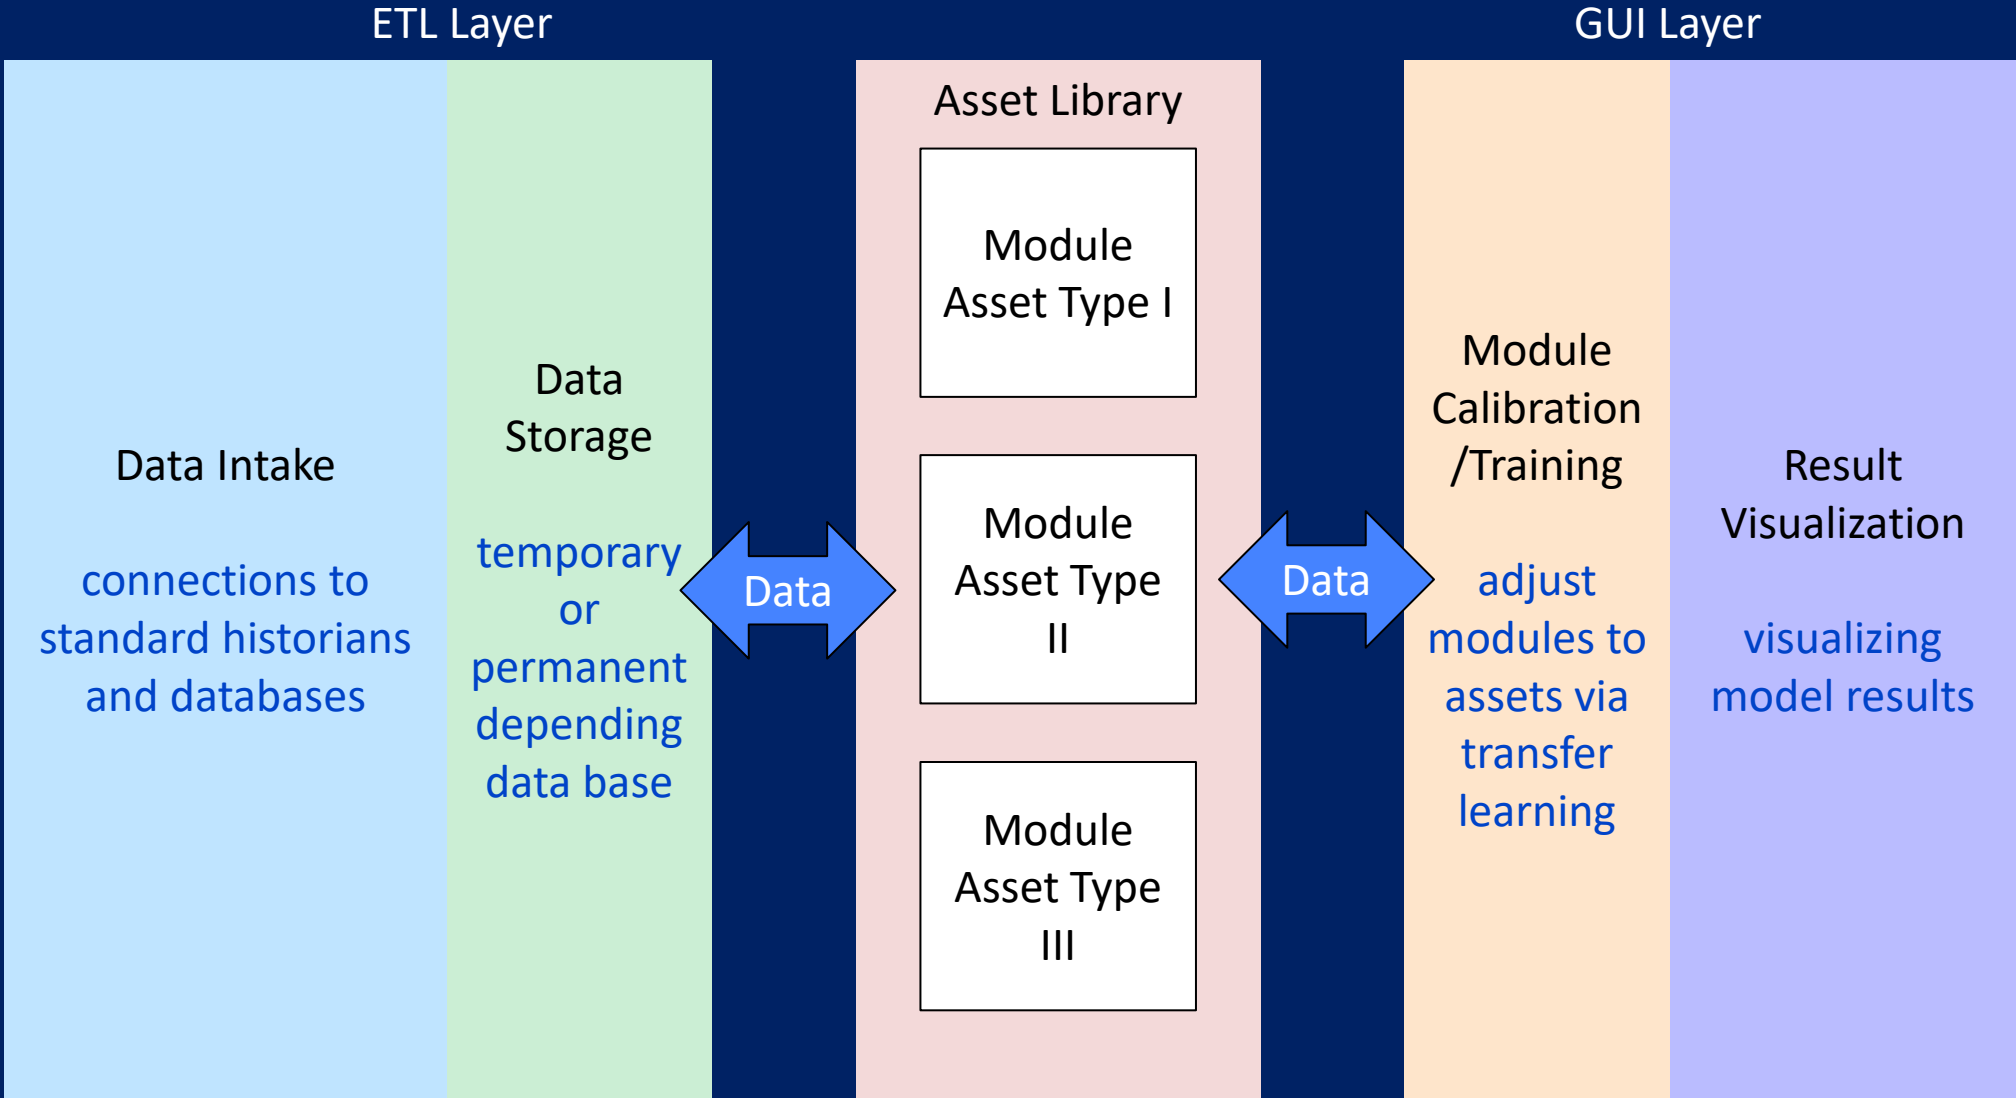 ETL Layer
GUI Layer
Data Intake
connections to
standard historians
and databases
Data
Storage
temporary
or
permanent
depending
data base
Data
Asset Library
Module
Asset Type I
Module
Asset Type
II
Module
Asset Type
III
Data
Module
Calibration
/Training
adjust
modules to
assets via
transfer
learning
Result
Visualization
visualizing
model results